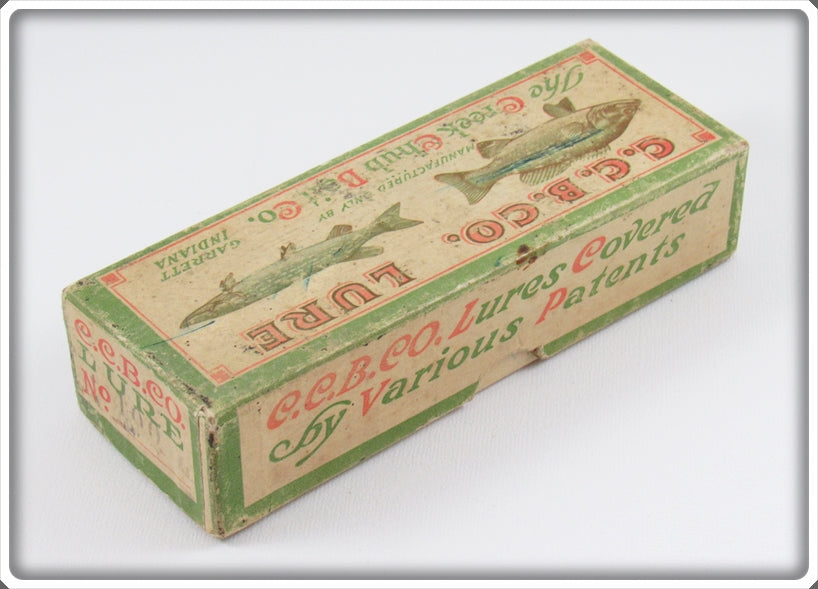 The Creek Chub Bait Co.
MANUFACTURED ONLY BY
GARRETT
INDIANA
C.C.B.CO. LURE
C.C.B.CO. Lures Covered
by Various Patents
C.C.B.CO.
LURE
No.